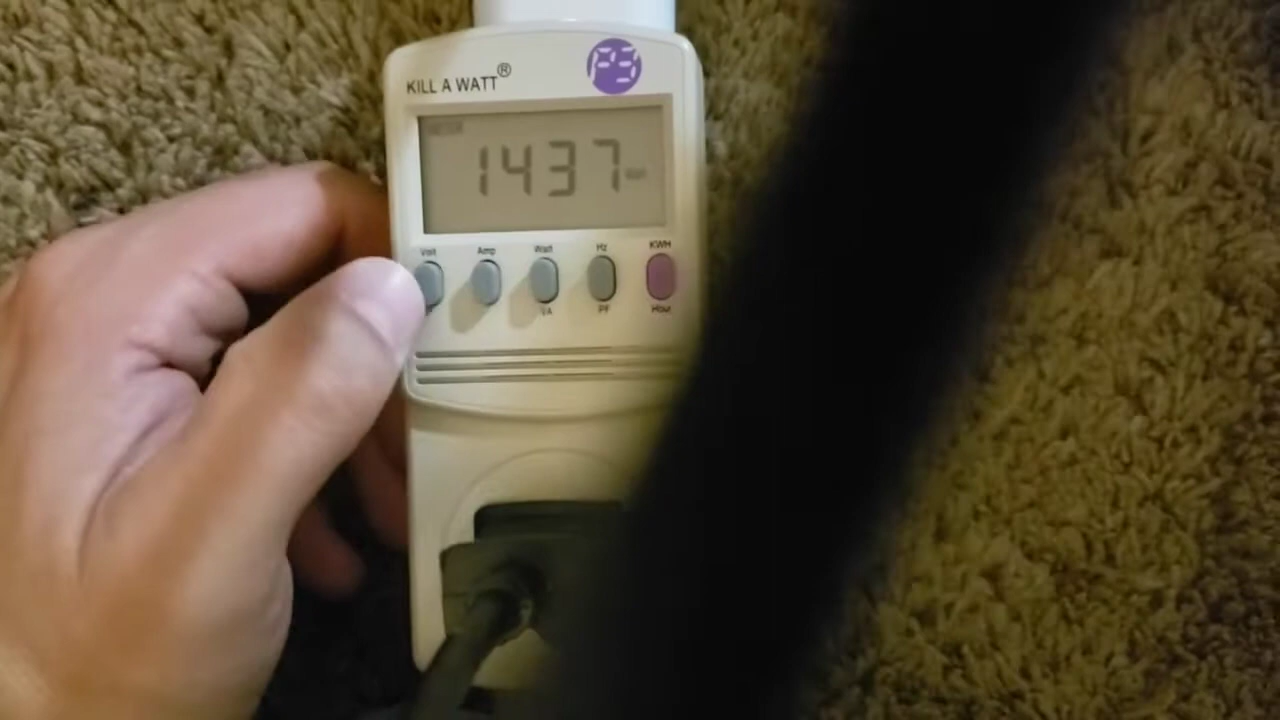 KILL A WATT®
P3
1437
Volt Amp Watt Hz KWH
VA PF Hour